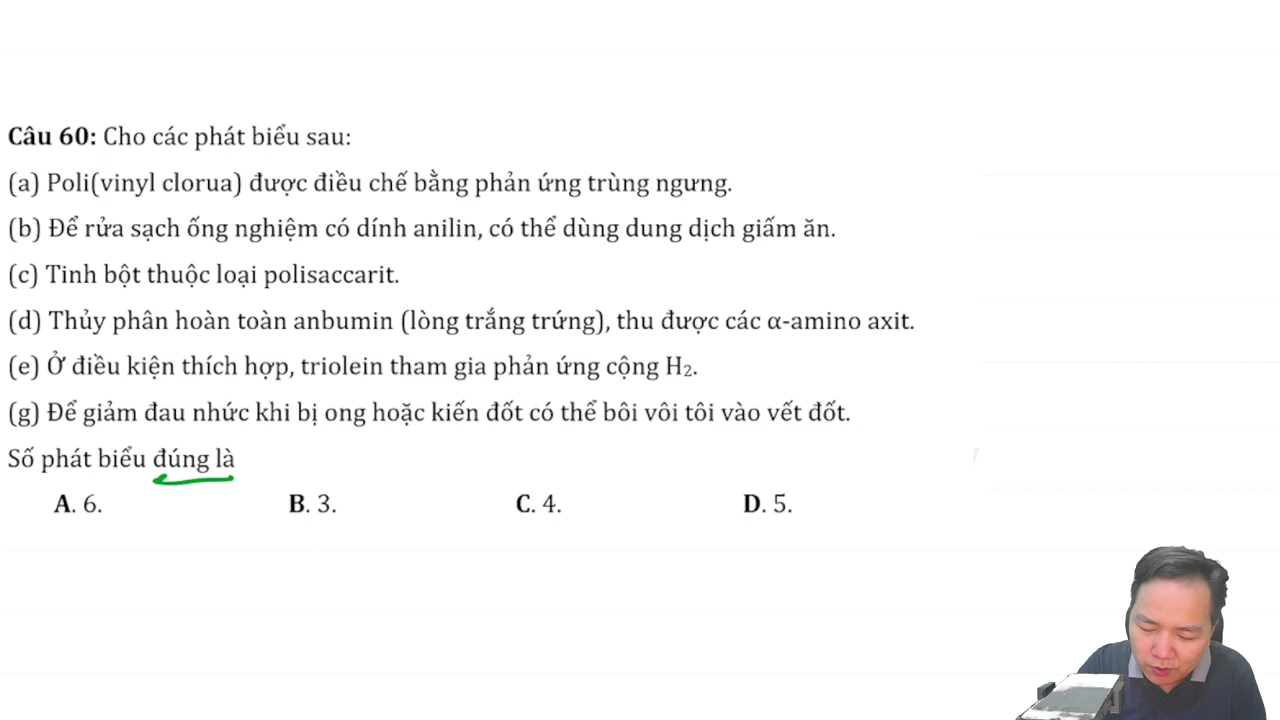 Câu 60: Cho các phát biểu sau:
(a) Poli(vinyl clorua) được điều chế bằng phản ứng trùng ngưng.
(b) Để rửa sạch ống nghiệm có dính anilin, có thể dùng dung dịch giấm ăn.
(c) Tinh bột thuộc loại polisaccarit.
(d) Thủy phân hoàn toàn anbumin (lòng trắng trứng), thu được các α-amino axit.
(e) Ở điều kiện thích hợp, triolein tham gia phản ứng cộng H₂.
(g) Để giảm đau nhức khi bị ong hoặc kiến đốt có thể bôi vôi tôi vào vết đốt.
Số phát biểu đúng là
A. 6. B. 3. C. 4. D. 5.